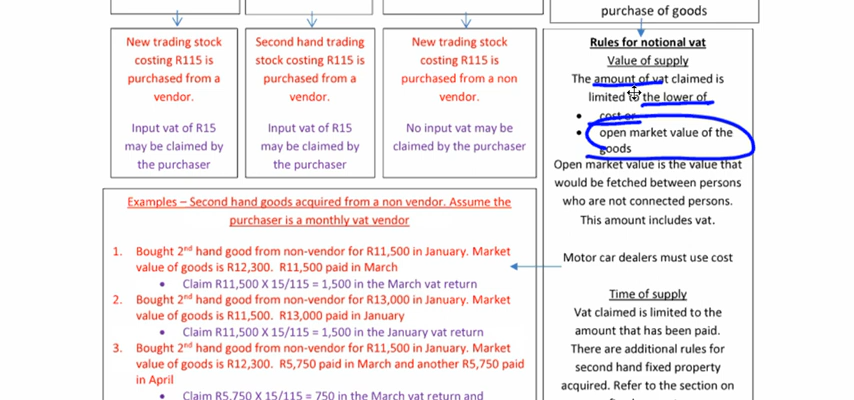 purchase of goods
New trading stock
costing R115 is
purchased from a
vendor.
Input vat of R15
may be claimed by
the purchaser
Second hand trading
stock costing R115 is
purchased from a
vendor.
Input vat of R15
may be claimed by
the purchaser
New trading stock
costing R115 is
purchased from a non
vendor.
No input vat may be
claimed by the purchaser
Rules for notional vat
Value of supply
The amount of vat claimed is
limited to the lower of
• cost or
• open market value of the
goods
Open market value is the value that
would be fetched between persons
who are not connected persons.
This amount includes vat.
Motor car dealers must use cost
Time of supply
Vat claimed is limited to the
amount that has been paid.
There are additional rules for
second hand fixed property
acquired. Refer to the section on
Examples – Second hand goods acquired from a non vendor. Assume the
purchaser is a monthly vat vendor
1. Bought 2nd hand good from non-vendor for R11,500 in January. Market
value of goods is R12,300. R11,500 paid in March
• Claim R11,500 X 15/115 = 1,500 in the March vat return
2. Bought 2nd hand good from non-vendor for R13,000 in January. Market
value of goods is R11,500. R13,000 paid in January
• Claim R11,500 X 15/115 = 1,500 in the January vat return
3. Bought 2nd hand good from non-vendor for R11,500 in January. Market
value of goods is R12,300. R5,750 paid in March and another R5,750 paid
in April
• Claim R5,750 X 15/115 = 750 in the March vat return and